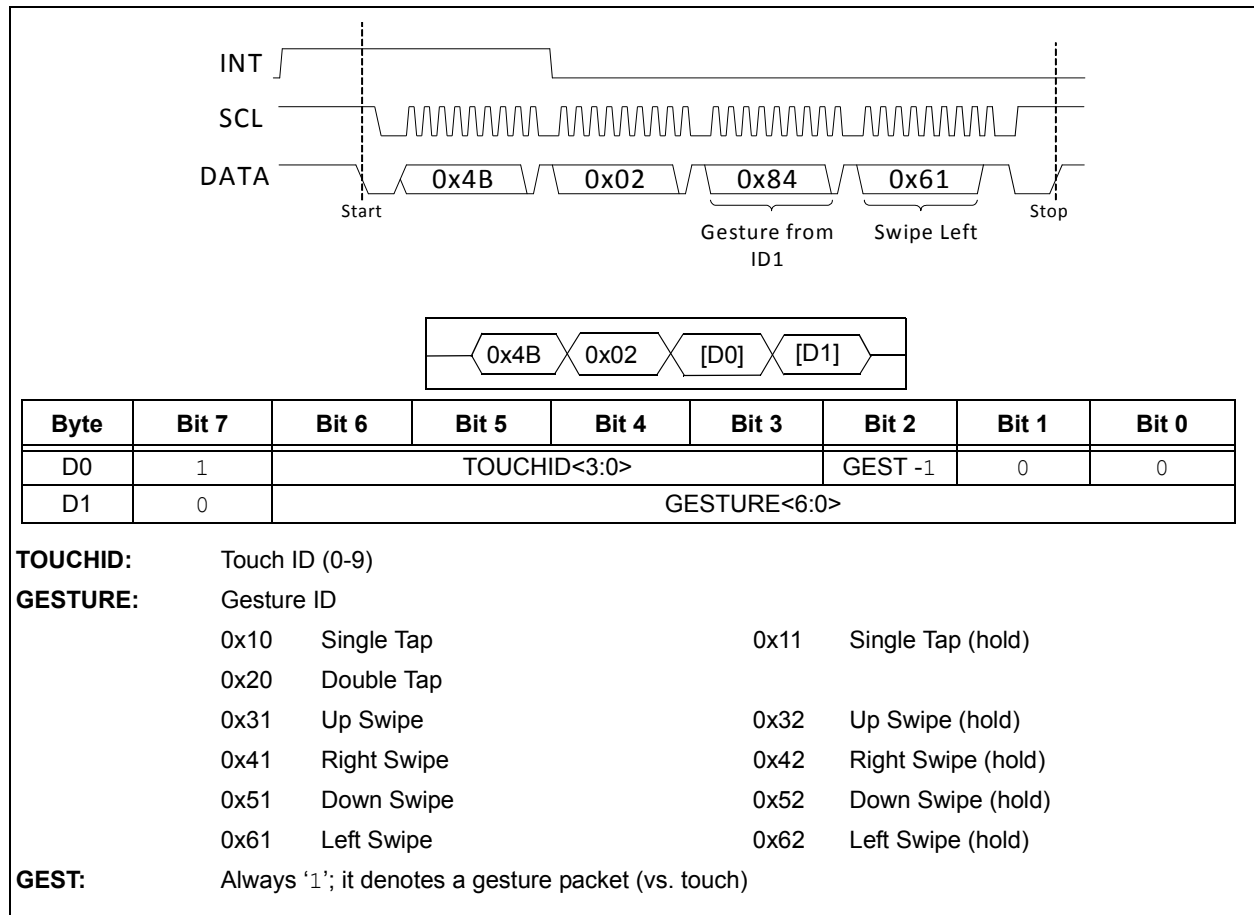 INT
SCL
DATA
0x4B 0x02 0x84 0x61
Start
Stop
Gesture from
ID1
Swipe Left
0x4B 0x02 [D0] [D1]
Byte Bit 7 Bit 6 Bit 5 Bit 4 Bit 3 Bit 2 Bit 1 Bit 0
D0 1 TOUCHID<3:0> GEST -1 0 0
D1 0 GESTURE<6:0>
TOUCHID: Touch ID (0-9)
GESTURE: Gesture ID
0x10 Single Tap 0x11 Single Tap (hold)
0x20 Double Tap
0x31 Up Swipe 0x32 Up Swipe (hold)
0x41 Right Swipe 0x42 Right Swipe (hold)
0x51 Down Swipe 0x52 Down Swipe (hold)
0x61 Left Swipe 0x62 Left Swipe (hold)
GEST: Always ‘1’; it denotes a gesture packet (vs. touch)